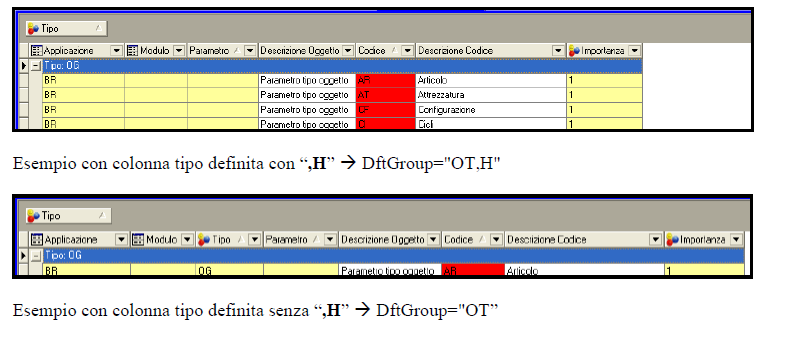 Tipo
Applicazione Modulo Parametro Descrizione Oggetto Codice Descrizione Codice Importanza
Tipo: OG
BR Parametro tipo oggetto AR Articolo 1
BR Parametro tipo oggetto AT Attrezzatura 1
BR Parametro tipo oggetto CF Configurazione 1
BR Parametro tipo oggetto CI Cicli 1
Esempio con colonna tipo definita con “,H” → DftGroup="OT,H"
Tipo
Applicazione Modulo Tipo Parametro Descrizione Oggetto Codice Descrizione Codice Importanza
Tipo: OG
BR OG Parametro tipo oggetto AR Articolo 1
Esempio con colonna tipo definita senza “,H” → DftGroup="OT”